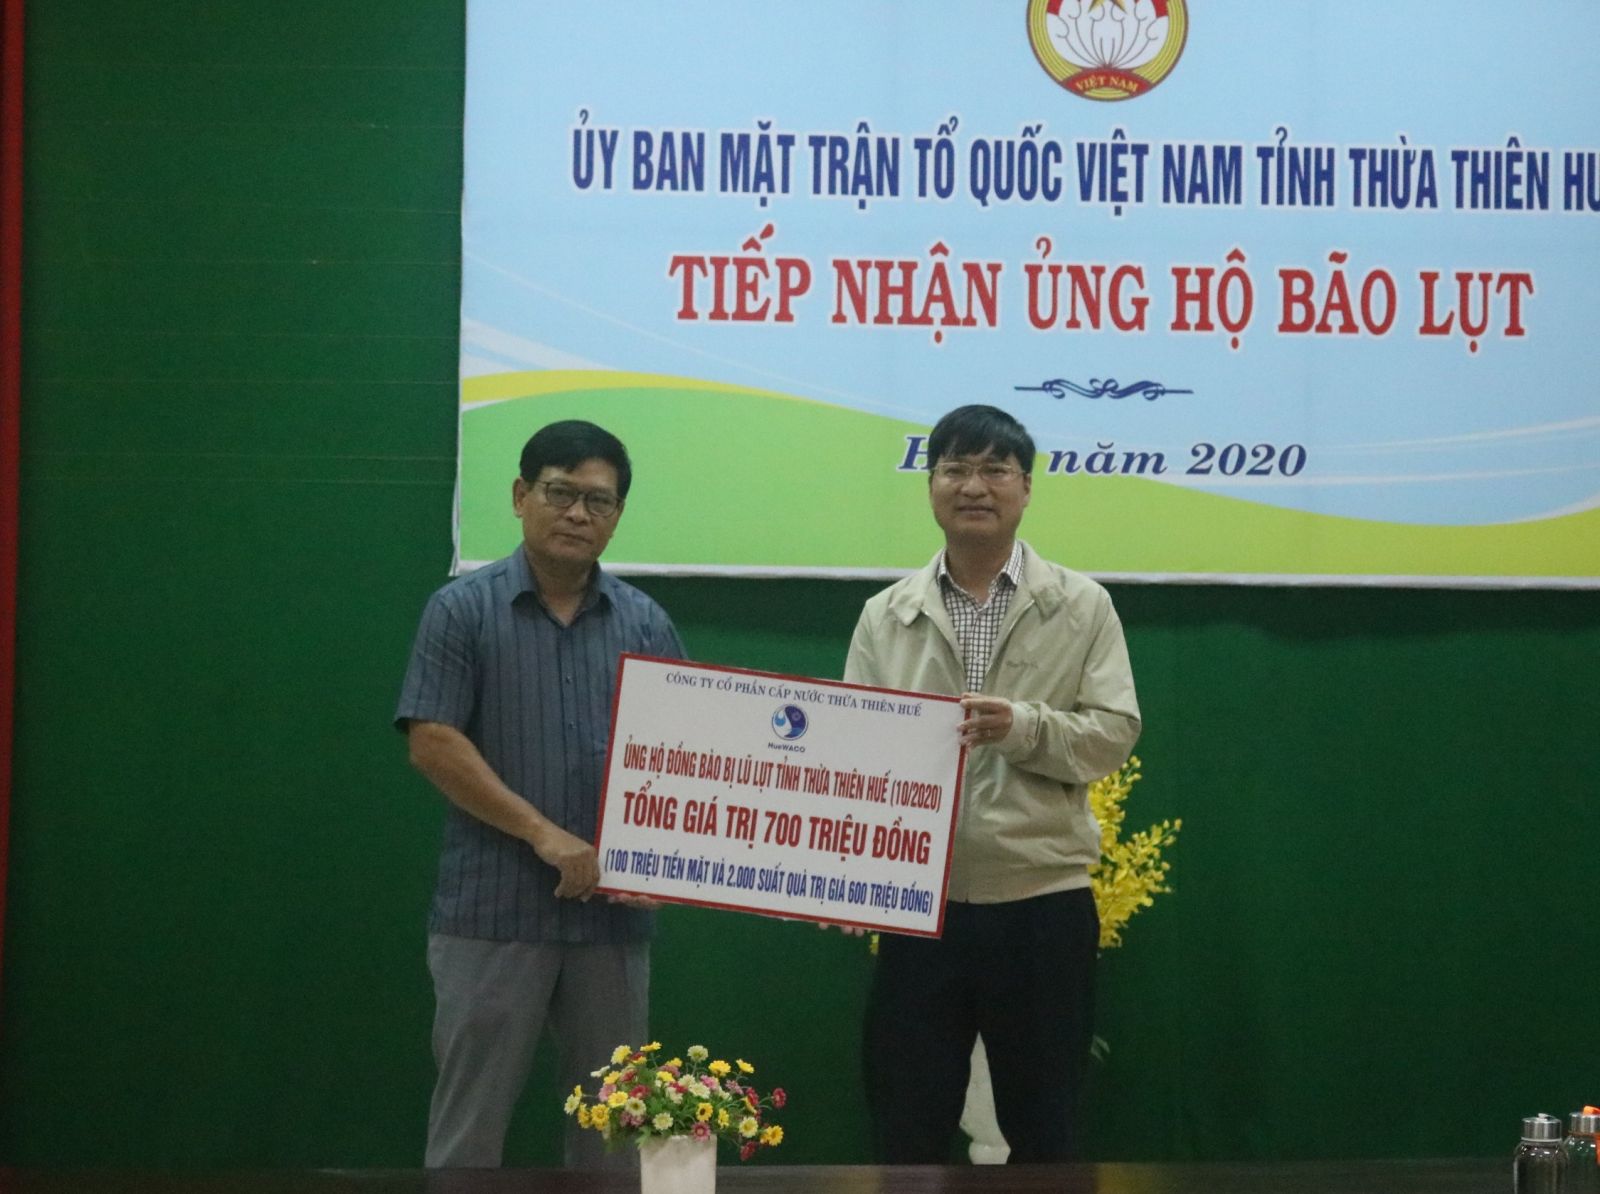 VIỆT NAM
ỦY BAN MẶT TRẬN TỔ QUỐC VIỆT NAM TỈNH THỪA THIÊN HU
TIẾP NHẬN ỦNG HỘ BÃO LỤT
năm 2020
CÔNG TY CỔ PHẦN CẤP NƯỚC THỪA THIÊN HUẾ
HueWACO
ỦNG HỘ ĐỒNG BÀO BỊ LŨ LỤT TỈNH THỪA THIÊN HUẾ (10/2020)
TỔNG GIÁ TRỊ 700 TRIỆU ĐỒNG
(100 TRIỆU TIỀN MẶT VÀ 2.000 SUẤT QUÀ TRỊ GIÁ 600 TRIỆU ĐỒNG)